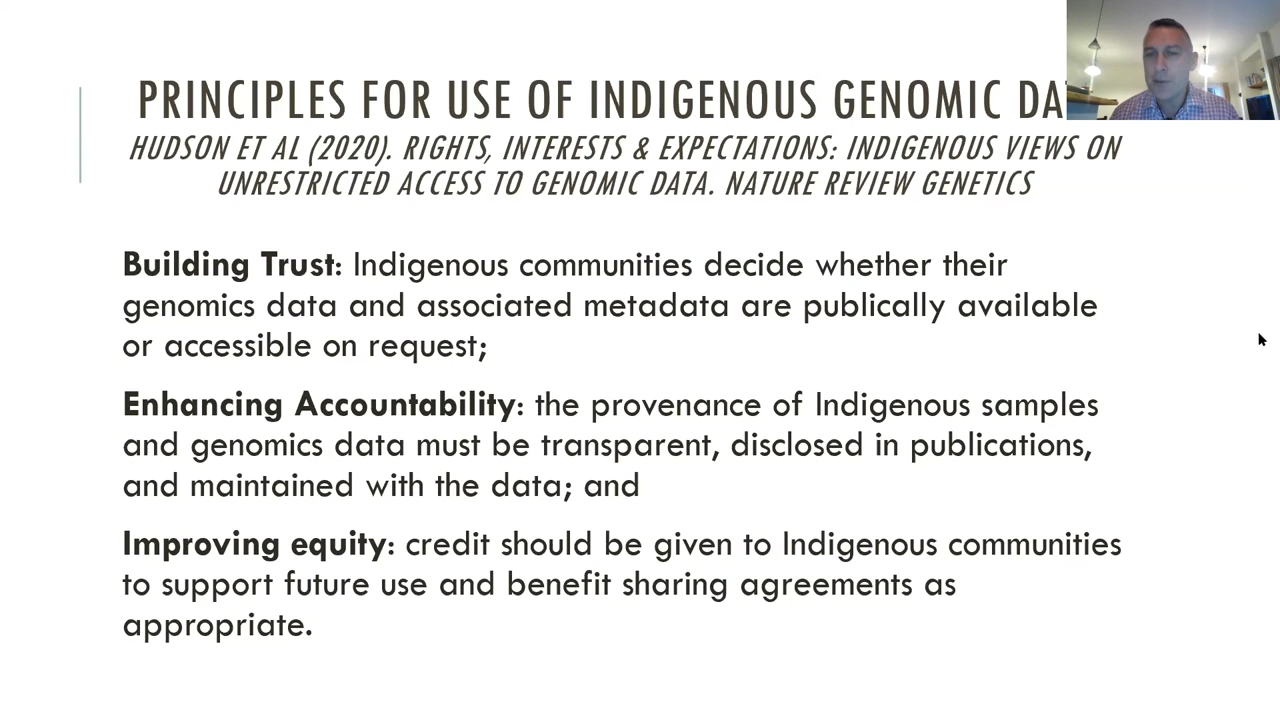 PRINCIPLES FOR USE OF INDIGENOUS GENOMIC
HUDSON ET AL (2020). RIGHTS, INTERESTS & EXPECTATIONS: INDIGENOUS VIEWS ON
UNRESTRICTED ACCESS TO GENOMIC DATA. NATURE REVIEW GENETICS
Building Trust: Indigenous communities decide whether their
genomics data and associated metadata are publically available
or accessible on request;
Enhancing Accountability: the provenance of Indigenous samples
and genomics data must be transparent, disclosed in publications,
and maintained with the data; and
Improving equity: credit should be given to Indigenous communities
to support future use and benefit sharing agreements as
appropriate.